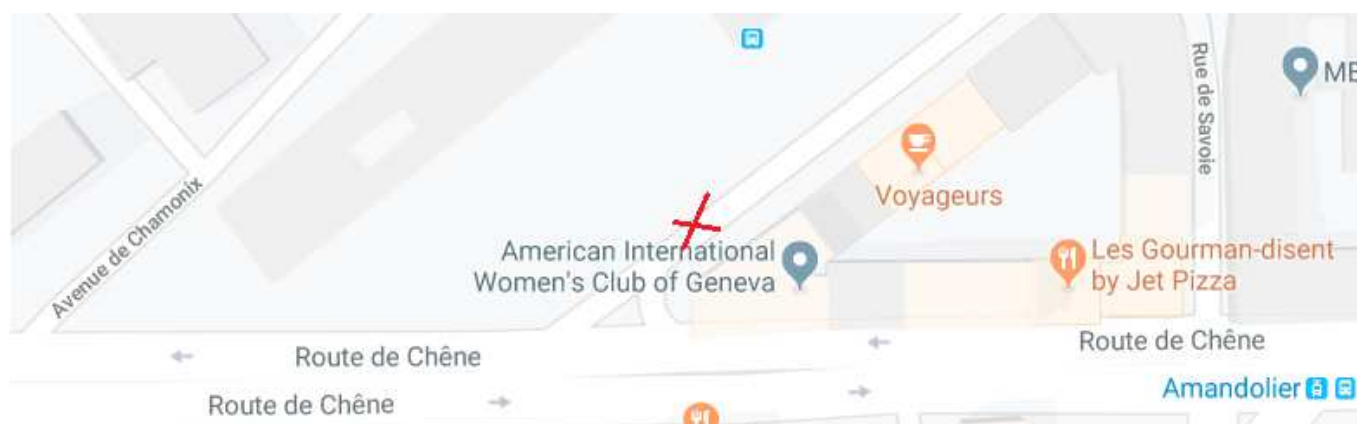 Rue de Savoie
ME
Voyageurs
Avenue de Chamonix
American International
Women's Club of Geneva
Les Gourman-disent
by Jet Pizza
Route de Chêne
Route de Chêne
Amandolier
Route de Chêne